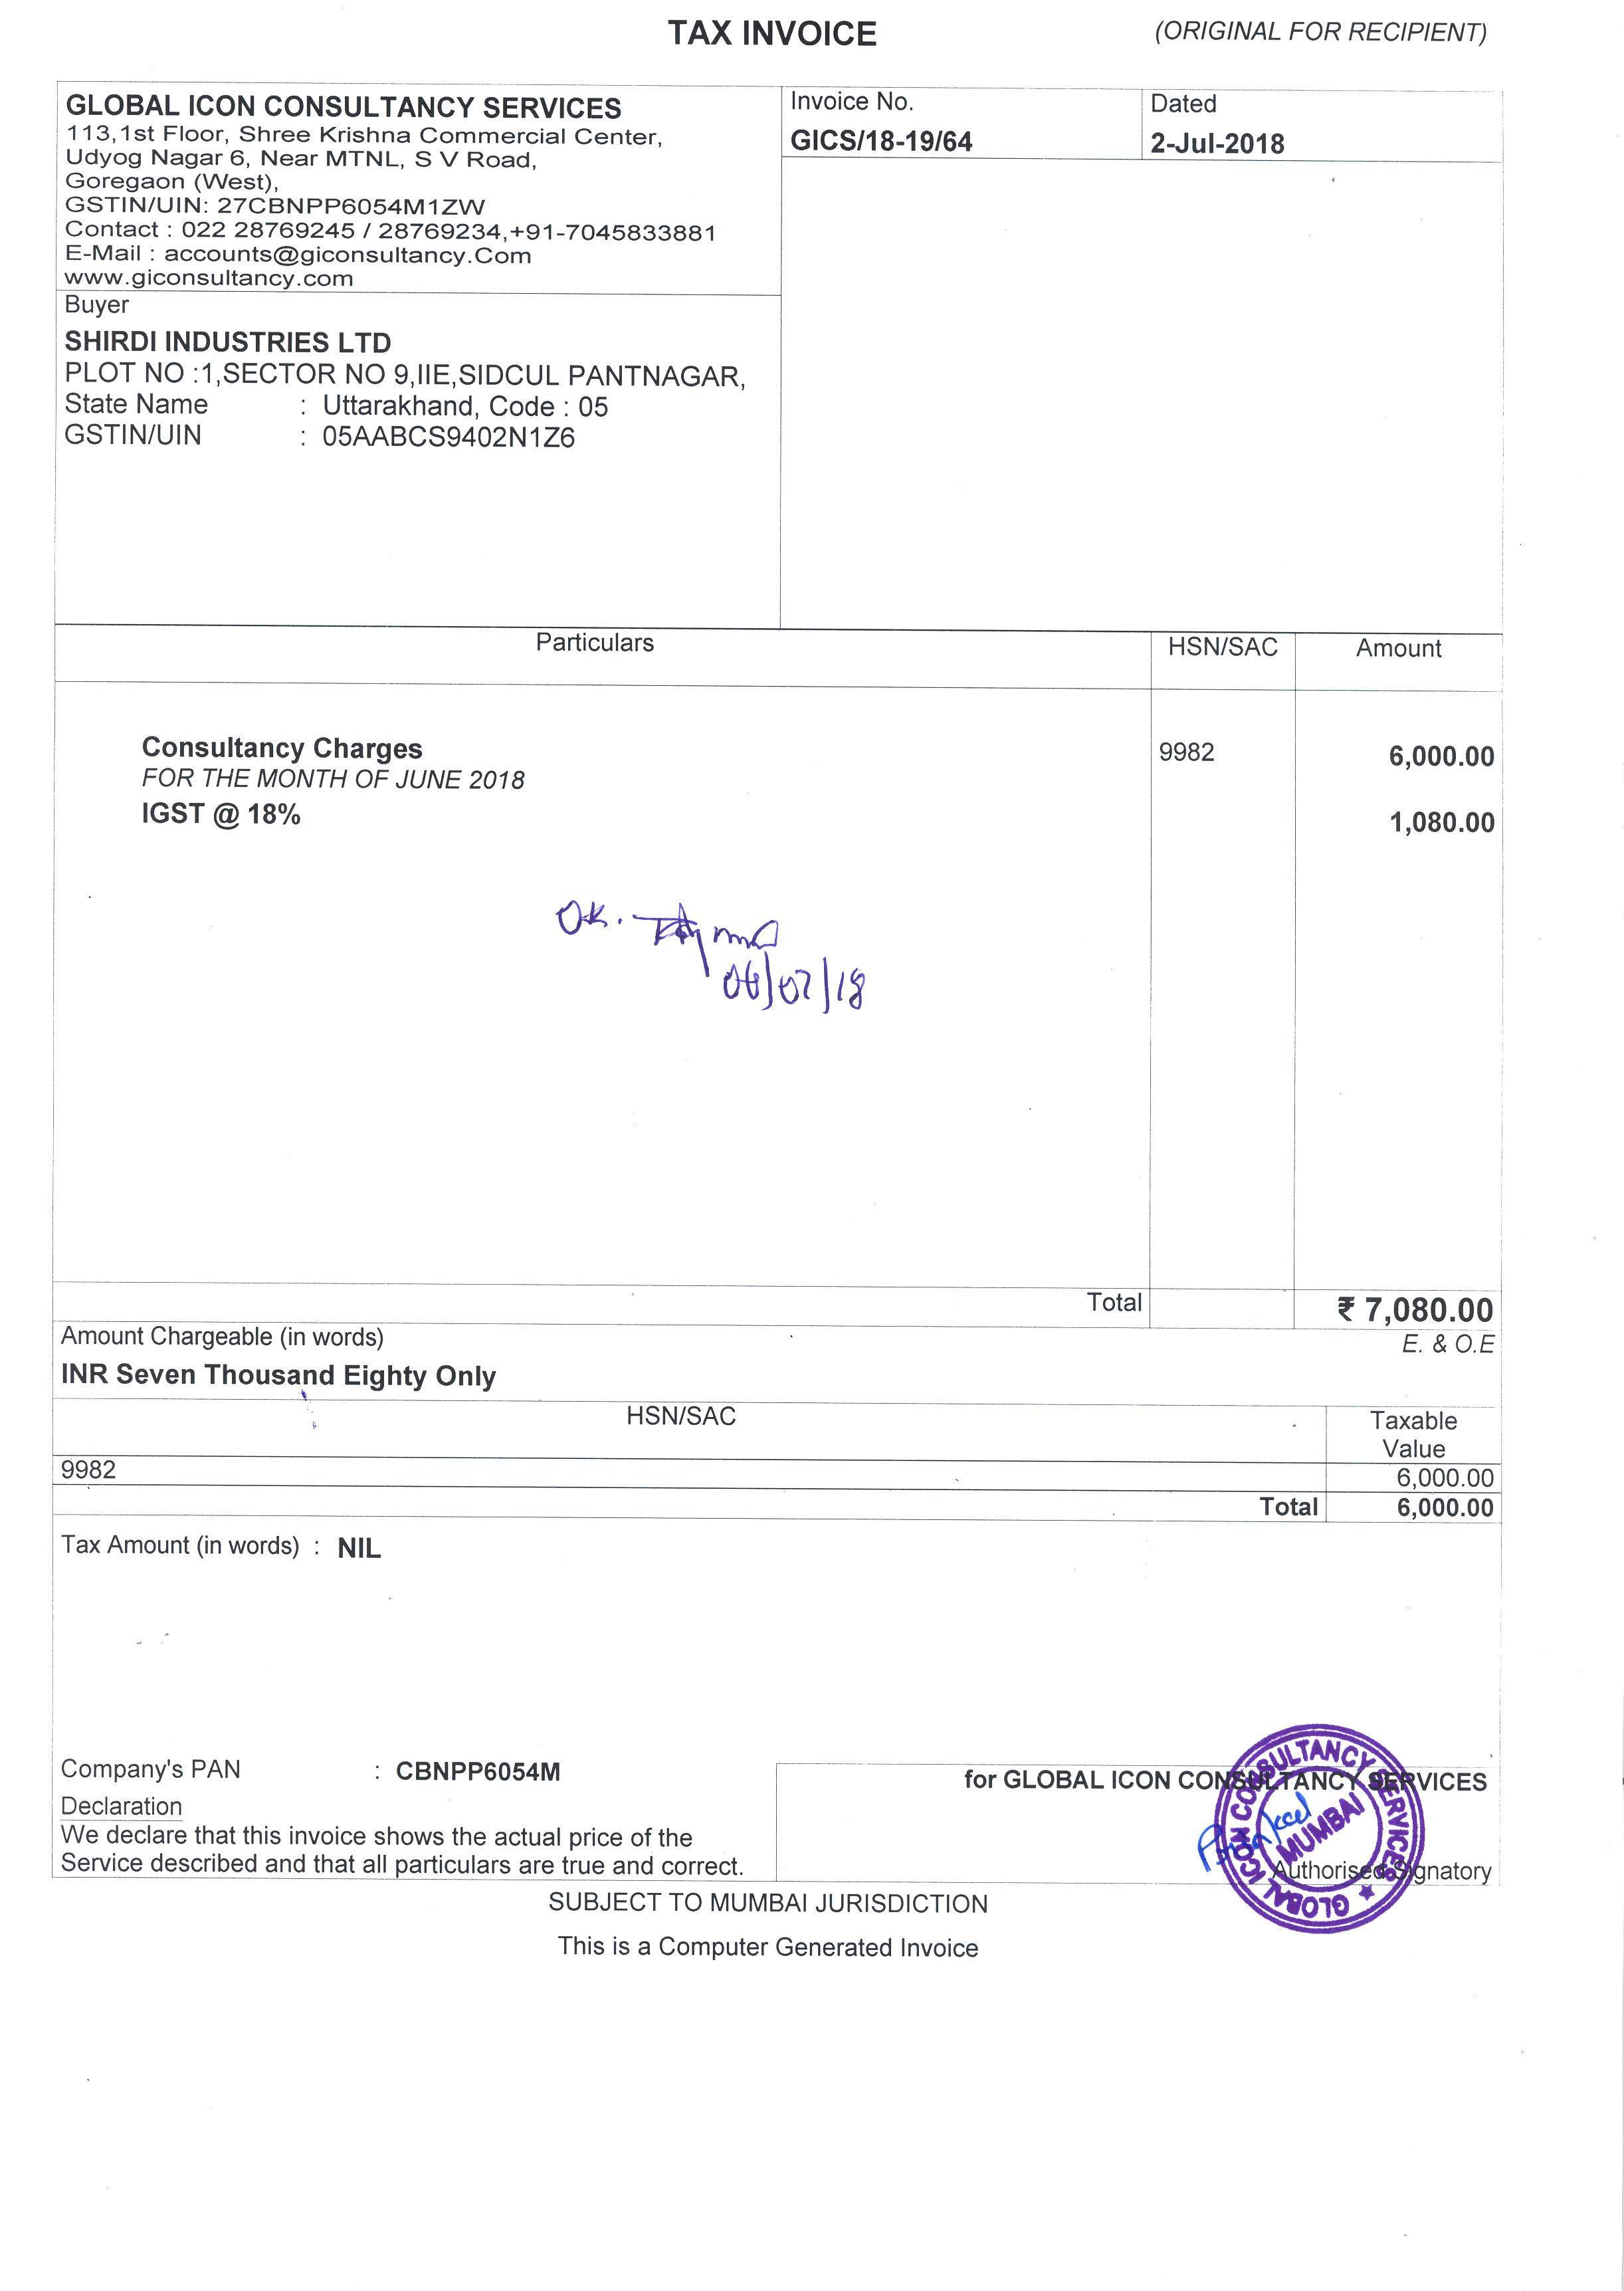 TAX INVOICE
(ORIGINAL FOR RECIPIENT)
GLOBAL ICON CONSULTANCY SERVICES
113,1st Floor, Shree Krishna Commercial Center,
Udyog Nagar 6, Near MTNL, S V Road,
Goregaon (West),
GSTIN/UIN: 27CBNPP6054M1ZW
Contact : 022 28769245 / 28769234,+91-7045833881
E-Mail : accounts@giconsultancy.Com
www.giconsultancy.com
Invoice No.
GICS/18-19/64
Dated
2-Jul-2018
Buyer
SHIRDI INDUSTRIES LTD
PLOT NO :1,SECTOR NO 9,IIE,SIDCUL PANTNAGAR,
State Name : Uttarakhand, Code : 05
GSTIN/UIN : 05AABCS9402N1Z6
Particulars HSN/SAC Amount
Consultancy Charges 9982 6,000.00
FOR THE MONTH OF JUNE 2018
IGST @ 18% 1,080.00
OK.
06/07/18
Total ₹ 7,080.00
Amount Chargeable (in words) E. & O.E
INR Seven Thousand Eighty Only
HSN/SAC Taxable
Value
9982 6,000.00
Total 6,000.00
Tax Amount (in words) : NIL
Company's PAN : CBNPP6054M
Declaration
We declare that this invoice shows the actual price of the
Service described and that all particulars are true and correct.
for GLOBAL ICON CONSULTANCY SERVICES
GLOBAL ICON CONSULTANCY SERVICES
MUMBAI
Authorised Signatory
SUBJECT TO MUMBAI JURISDICTION
This is a Computer Generated Invoice